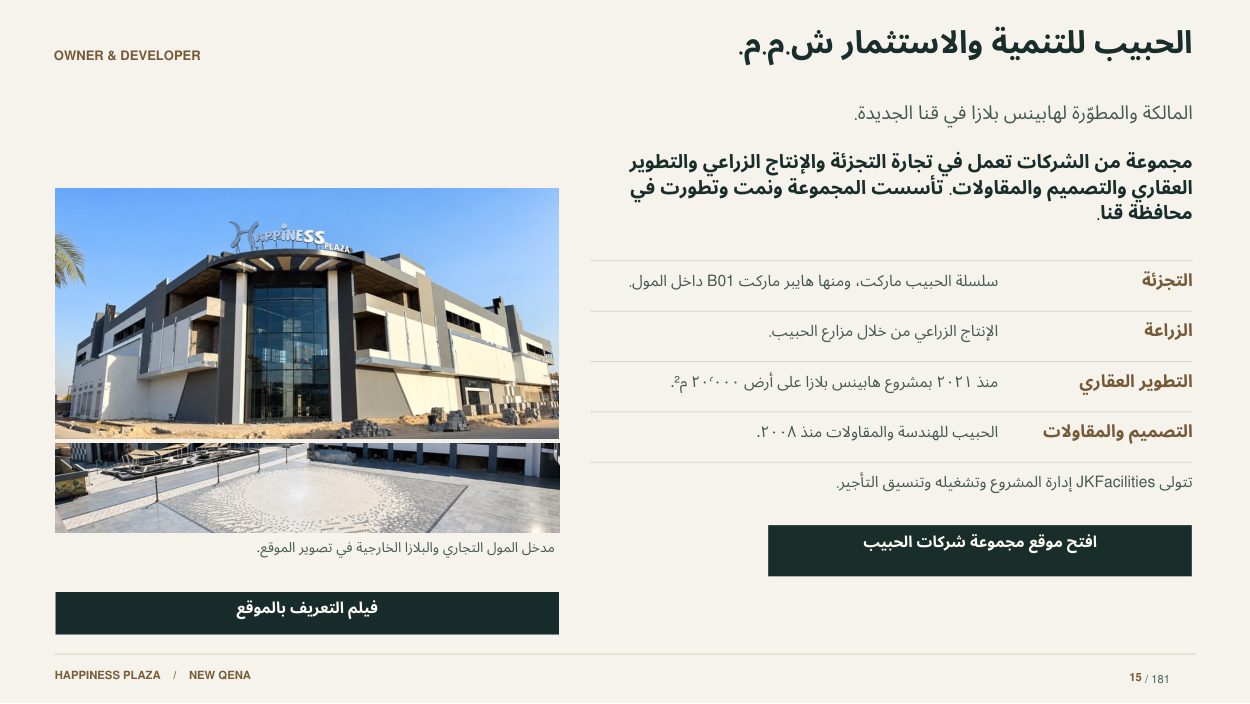 OWNER & DEVELOPER
الحبيب للتنمية والاستثمار ش.م.م.
المالكة والمطوّرة لهابينس بلازا في قنا الجديدة.
مجموعة من الشركات تعمل في تجارة التجزئة والإنتاج الزراعي والتطوير
العقاري والتصميم والمقاولات. تأسست المجموعة ونمت وتطورت في
محافظة قنا.
التجزئة سلسلة الحبيب ماركت، ومنها هايبر ماركت B01 داخل المول.
الزراعة الإنتاج الزراعي من خلال مزارع الحبيب.
التطوير العقاري منذ ٢٠٢١ بمشروع هابينس بلازا على أرض ٢٠٬٠٠٠ م².
التصميم والمقاولات الحبيب للهندسة والمقاولات منذ ٢٠٠٨.
تتولى JKFacilities إدارة المشروع وتشغيله وتنسيق التأجير.
افتح موقع مجموعة شركات الحبيب
HAPPINESS
PLAZA
مدخل المول التجاري والبلازا الخارجية في تصوير الموقع.
فيلم التعريف بالموقع
HAPPINESS PLAZA / NEW QENA
15 / 181